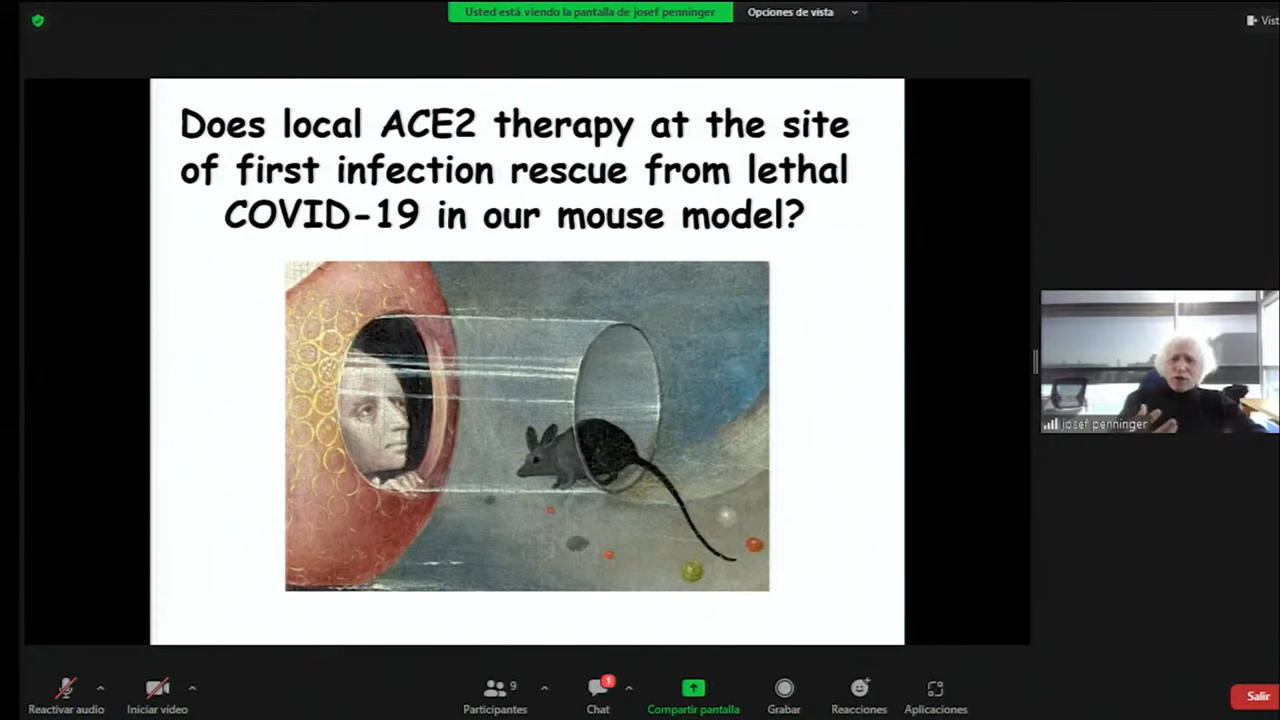 Usted está viendo la pantalla de josef penninger
Opciones de vista
Vist
Does local ACE2 therapy at the site
of first infection rescue from lethal
COVID-19 in our mouse model?
josef penninger
9
1
Reactivar audio
Iniciar vídeo
Participantes
Chat
Compartir pantalla
Grabar
Reacciones
Aplicaciones
Salir